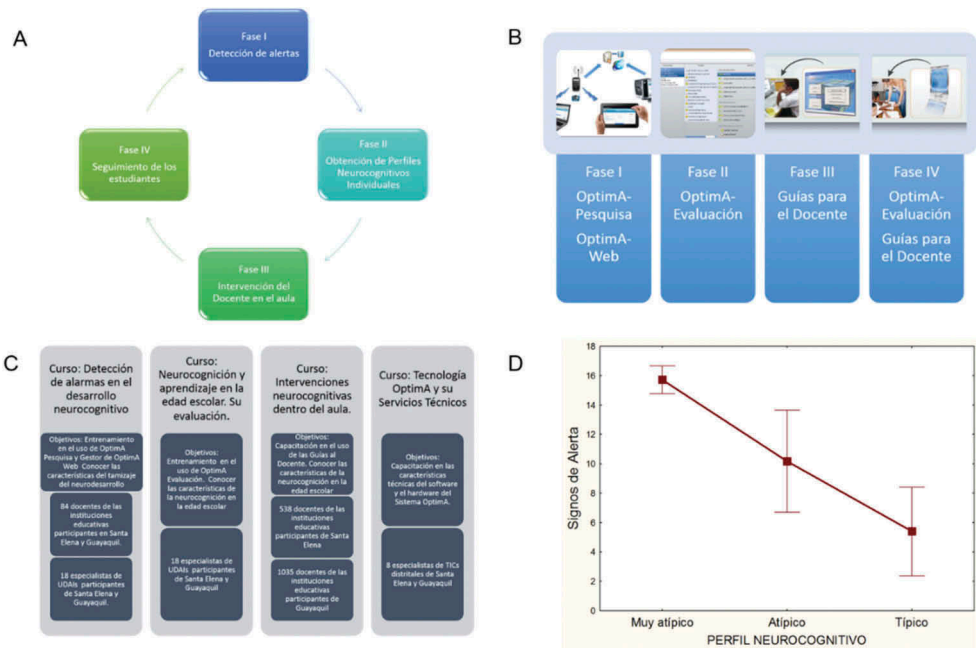 A
Fase I
Detección de alertas
Fase II
Obtención de Perfiles
Neurocognitivos
Individuales
Fase III
Intervención del
Docente en el aula
Fase IV
Seguimiento de los
estudiantes
B
Fase I
OptimA-
Pesquisa
OptimA-
Web
Fase II
OptimA-
Evaluación
Fase III
Guías para
el Docente
Fase IV
OptimA-
Evaluación
Guías para
el Docente
C
Curso: Detección
de alarmas en el
desarrollo
neurocognitivo
Objetivos: Entrenamiento
en el uso de OptimA
Pesquisa y Gestor de OptimA
Web Conocer las
características del tamizaje del
neurodesarrollo
84 docentes de las
instituciones
educativas
participantes en
Santa Elena y
Guayaquil.
18 especialistas de
UDAIs participantes
de Santa Elena y
Guayaquil.
Curso:
Neurocognición y
aprendizaje en la
edad escolar. Su
evaluación.
Objetivos:
Entrenamiento en el
uso de OptimA
Evaluación. Conocer
las características de
la neurocognición en
la edad escolar
18 especialistas de
UDAIs participantes
de Santa Elena y
Guayaquil
Curso:
Intervenciones
neurocognitivas
dentro del aula.
Objetivos:
Capacitación en el uso
de las Guías al
Docente. Conocer las
características de la
neurocognición en la
edad escolar
538 docentes de las
instituciones
educativas
participantes de Santa
Elena
1035 docentes de las
instituciones
educativas
participantes de
Guayaquil
Curso: Tecnología
OptimA y su
Servicios Técnicos
Objetivos:
Capacitación en las
características
técnicas del software
y el hardware del
Sistema OptimA.
8 especialistas de TICs
distritales de Santa
Elena y Guayaquil
D
Signos de Alerta
18
16
14
12
10
8
6
4
2
0
Muy atípico
Atípico
Típico
PERFIL NEUROCOGNITIVO